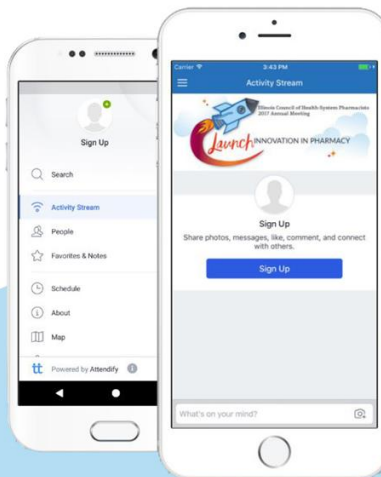 Sign Up
Search
Activity Stream
People
Favorites & Notes
Schedule
About
Map
tt Powered by Attendify
Carrier 3:43 PM
Activity Stream
Illinois Council of Health-System Pharmacists
2017 Annual Meeting
Launch INNOVATION IN PHARMACY
Sign Up
Share photos, messages, like, comment, and connect
with others.
Sign Up
What's on your mind?